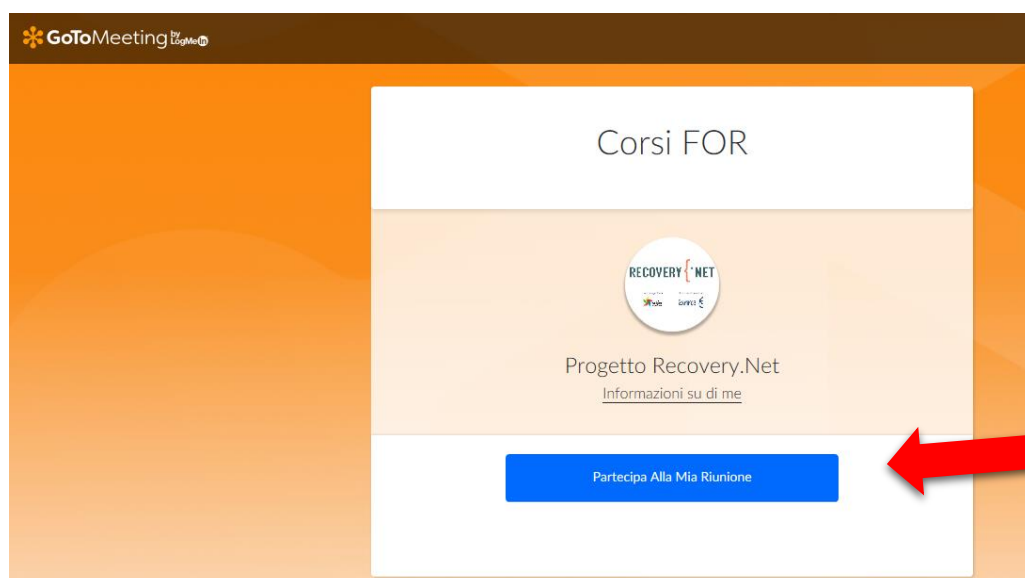 GoToMeeting by LogMeIn
Corsi FOR
RECOVERY{·NET
Progetto Recovery.Net
Informazioni su di me
Partecipa Alla Mia Riunione